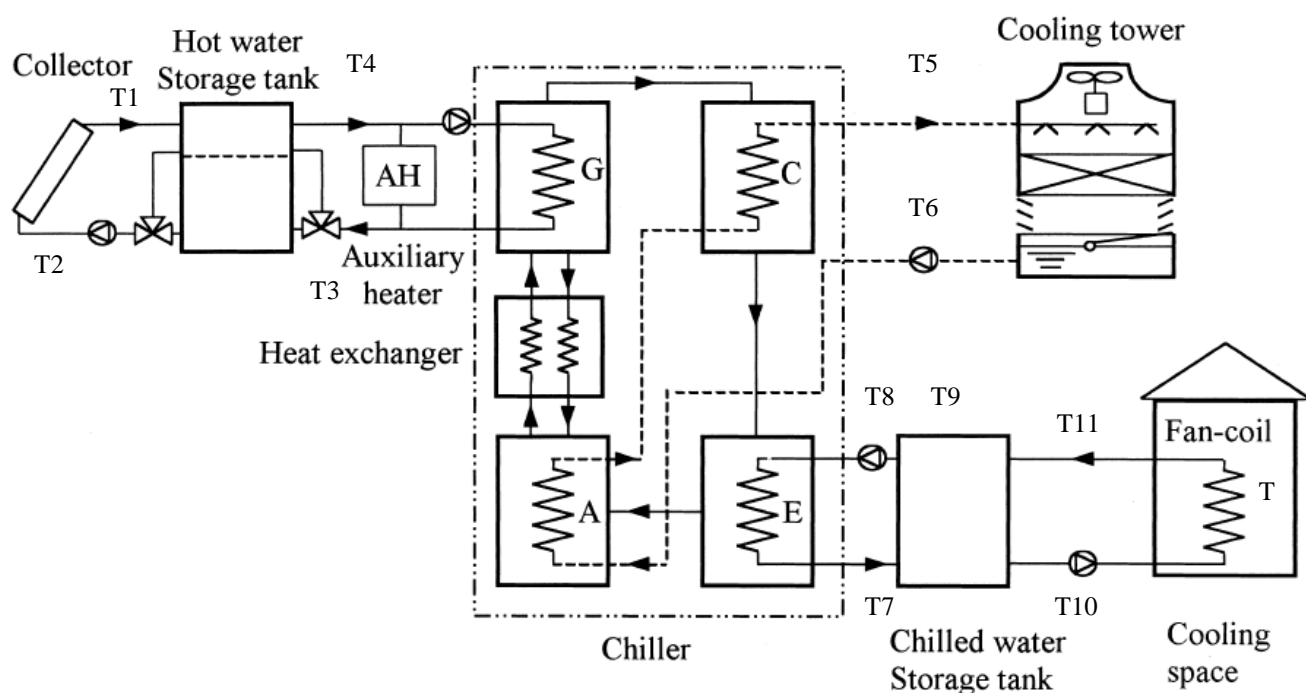 Cooling tower
Hot water
Storage tank
Collector
T1
T4
T5
G
C
AH
T6
T2
T3
Auxiliary
heater
Heat exchanger
T8
T9
T11
Fan-coil
T
A
E
T7
T10
Chiller
Chilled water
Storage tank
Cooling
space